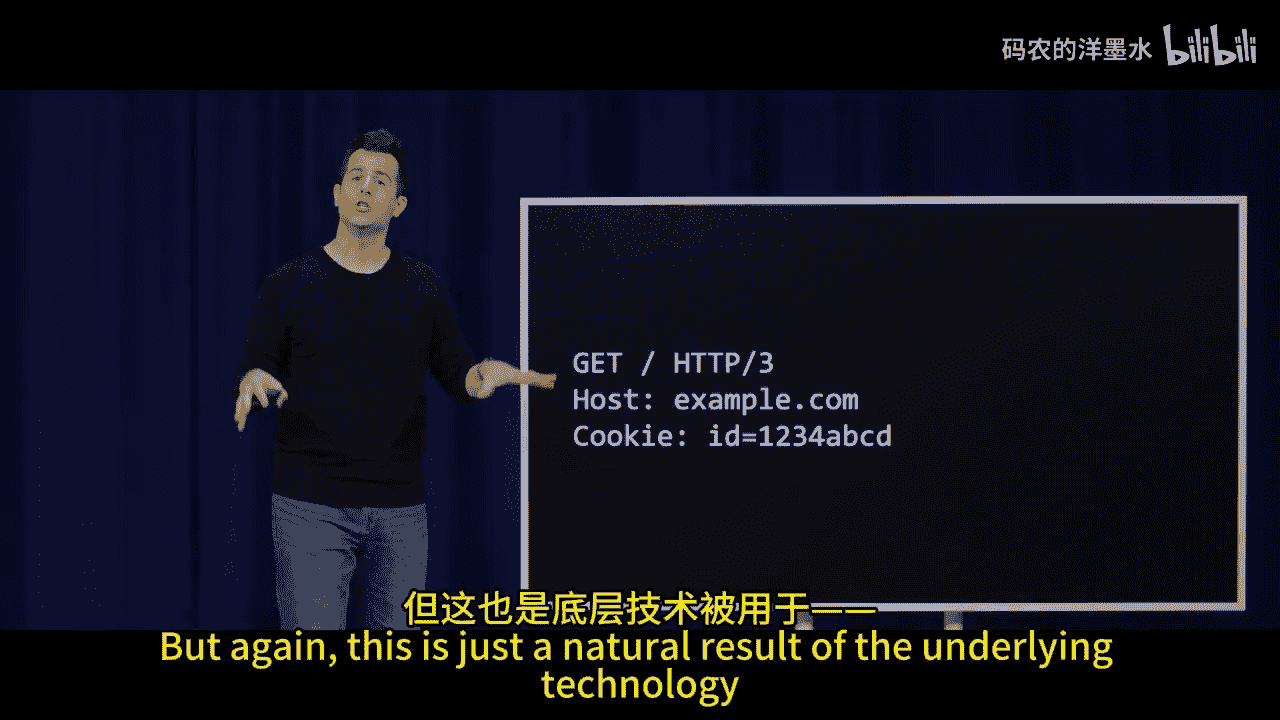 码农的洋墨水 bilibili
GET / HTTP/3
Host: example.com
Cookie: id=1234abcd
但这也是底层技术被用于——
But again, this is just a natural result of the underlying
technology